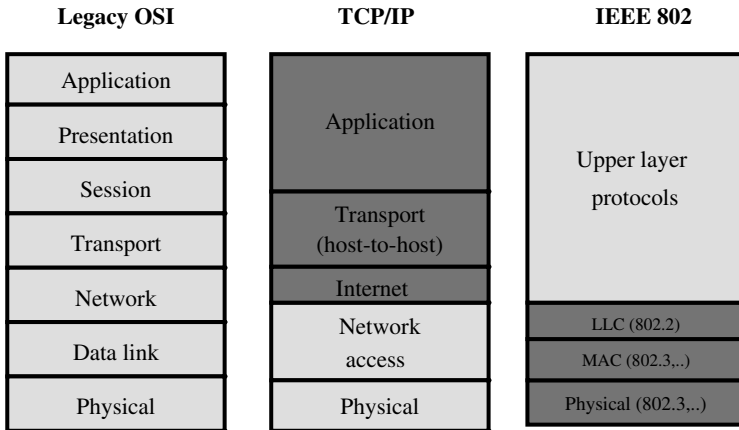 Legacy OSI
TCP/IP
IEEE 802
Application
Presentation
Session
Transport
Network
Data link
Physical
Application
Transport
(host-to-host)
Internet
Network
access
Physical
Upper layer
protocols
LLC (802.2)
MAC (802.3,..)
Physical (802.3,..)